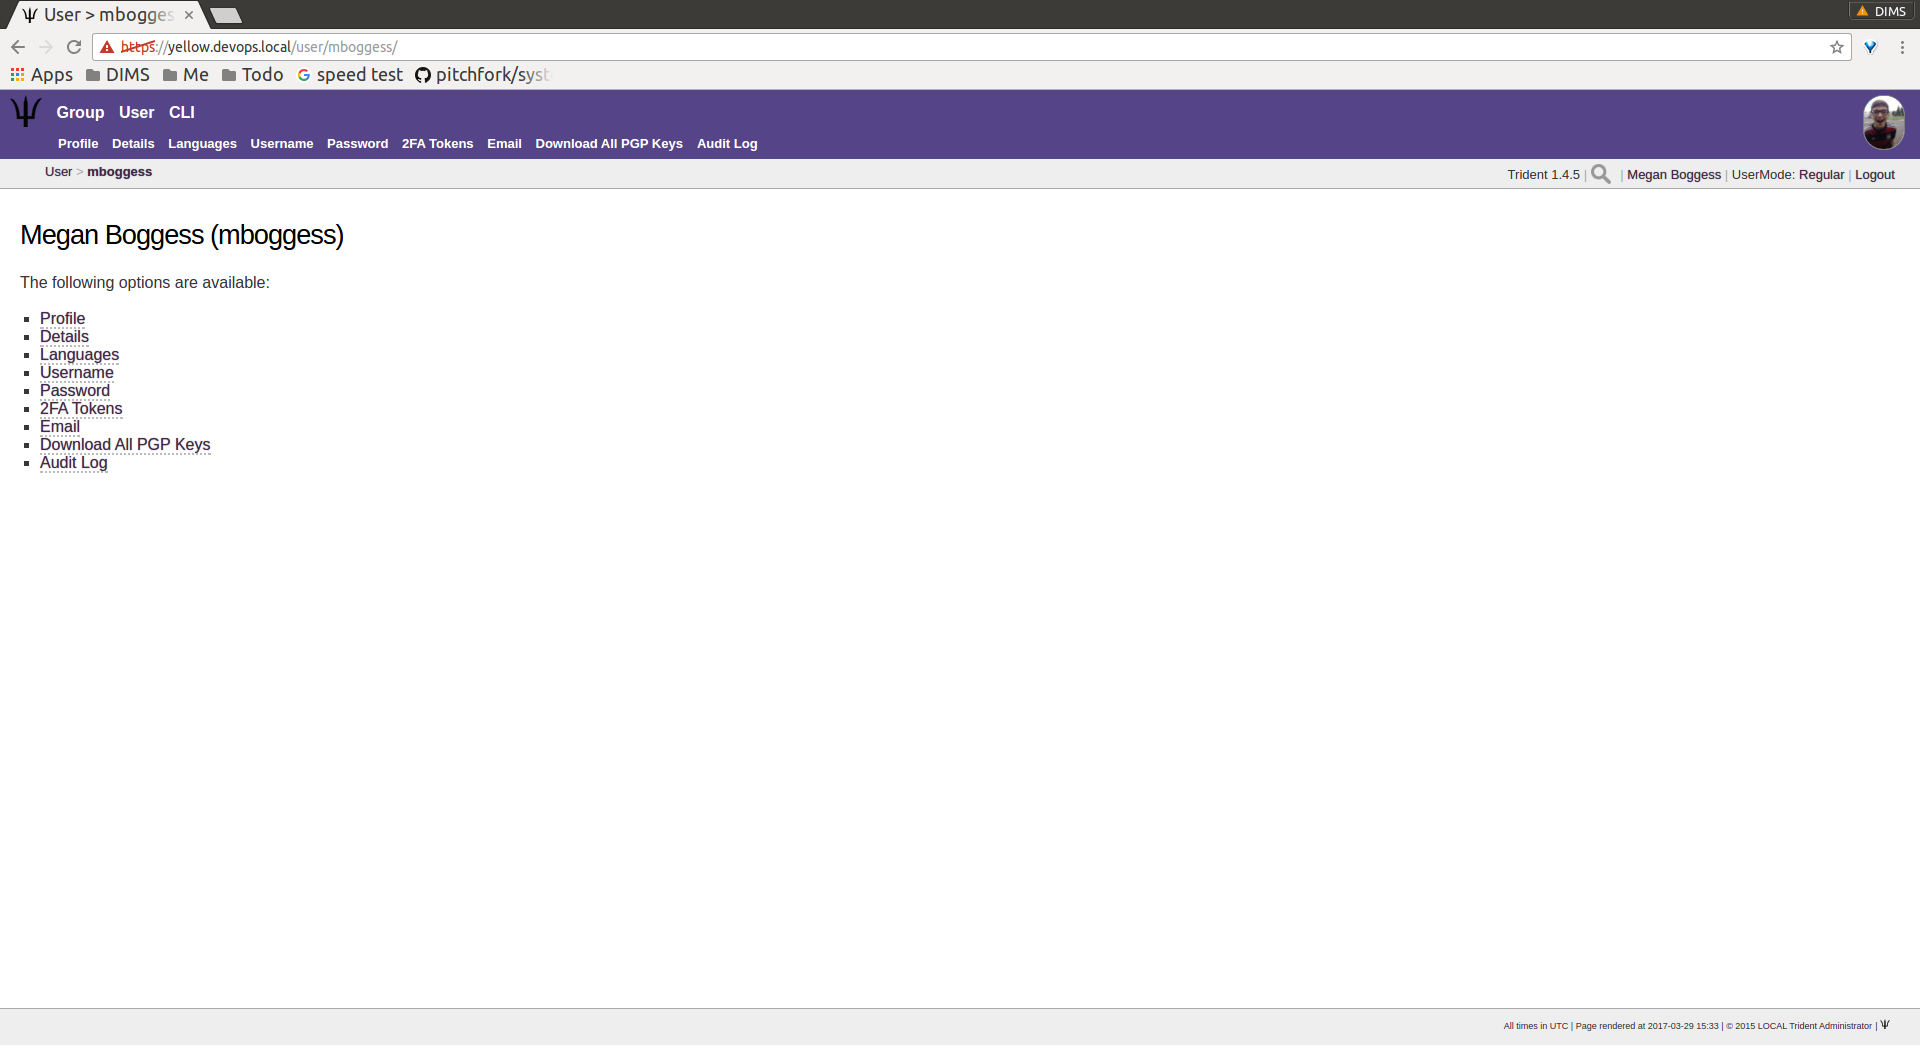 User > mbogges
DIMS
https://yellow.devops.local/user/mboggess/
Apps DIMS Me Todo speed test pitchfork/syst
Group User CLI
Profile Details Languages Username Password 2FA Tokens Email Download All PGP Keys Audit Log
User > mboggess
Trident 1.4.5 | | Megan Boggess | UserMode: Regular | Logout
Megan Boggess (mboggess)
The following options are available:
Profile
Details
Languages
Username
Password
2FA Tokens
Email
Download All PGP Keys
Audit Log
All times in UTC | Page rendered at 2017-03-29 15:33 | © 2015 LOCAL Trident Administrator |